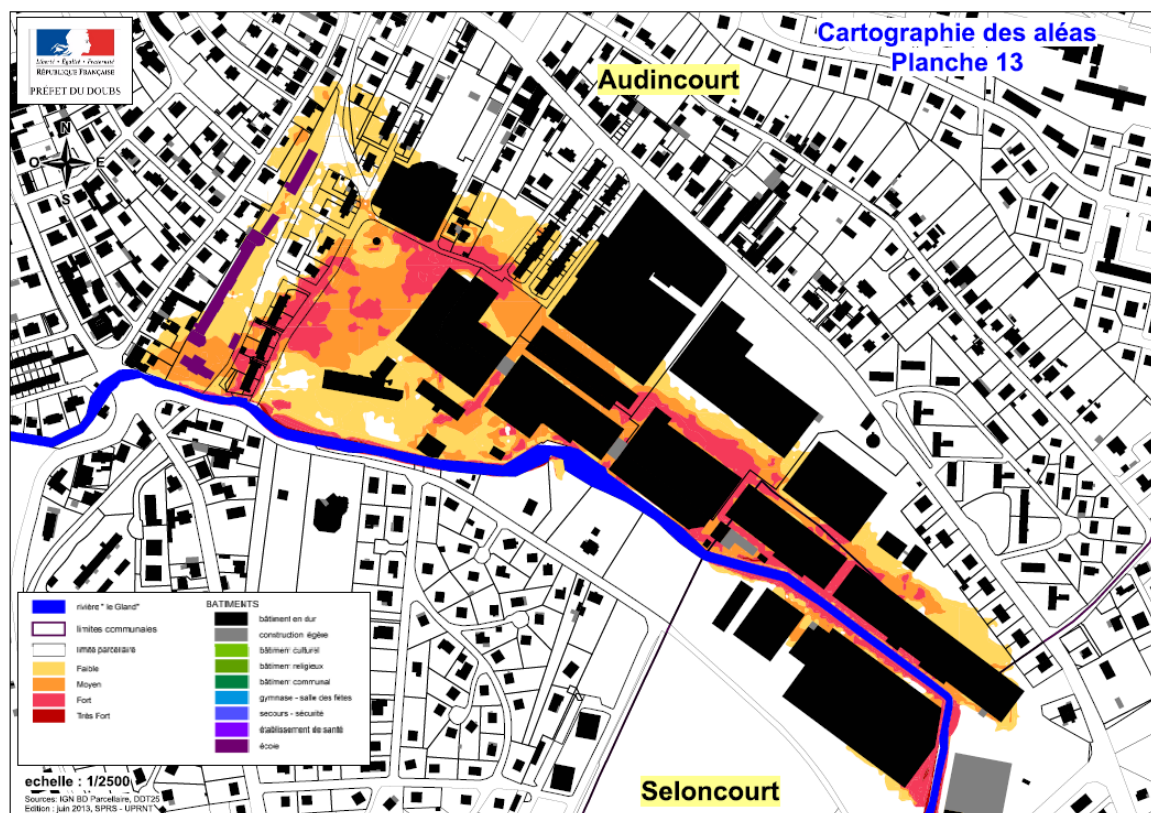 Cartographie des aléas
Planche 13
Audincourt
Liberté • Égalité • Fraternité
RÉPUBLIQUE FRANÇAISE
PRÉFET DU DOUBS
N
O
E
S
rivière " le Gland"
limites communales
limite parcellaire
Faible
Moyen
Fort
Très Fort
BATIMENTS
bâtiment en dur
construction légère
bâtiment culturel
bâtiment religieux
bâtiment communal
gymnase - salle des fêtes
secours - sécurité
établissement de santé
école
echelle : 1/2500
Sources: IGN BD Parcellaire, DDT25
Edition : juin 2013, SPRS - UPRNT
Seloncourt